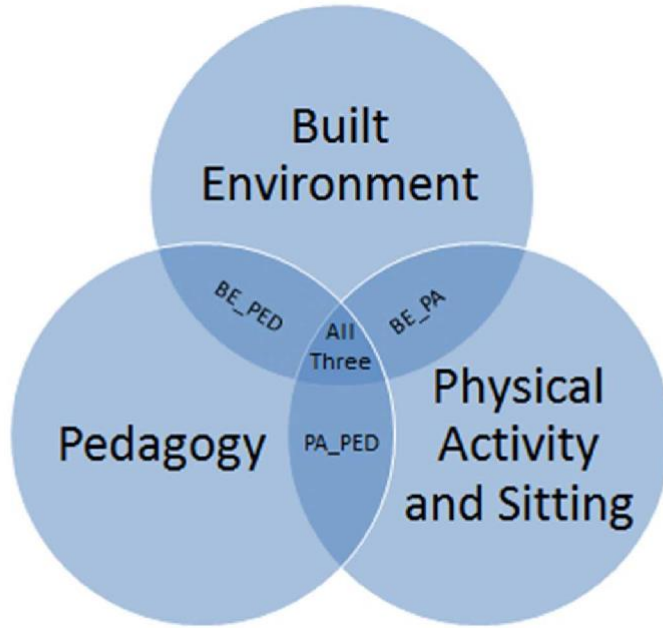 Built
Environment
BE_PED
BE_PA
All
Three
Pedagogy
PA_PED
Physical
Activity
and Sitting